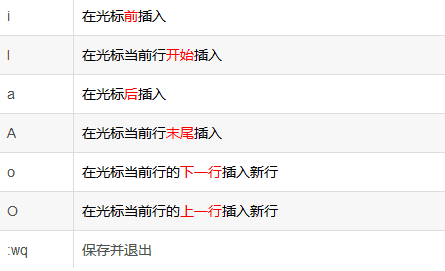 i 在光标前插入
I 在光标当前行开始插入
a 在光标后插入
A 在光标当前行末尾插入
o 在光标当前行的下一行插入新行
O 在光标当前行的上一行插入新行
:wq 保存并退出